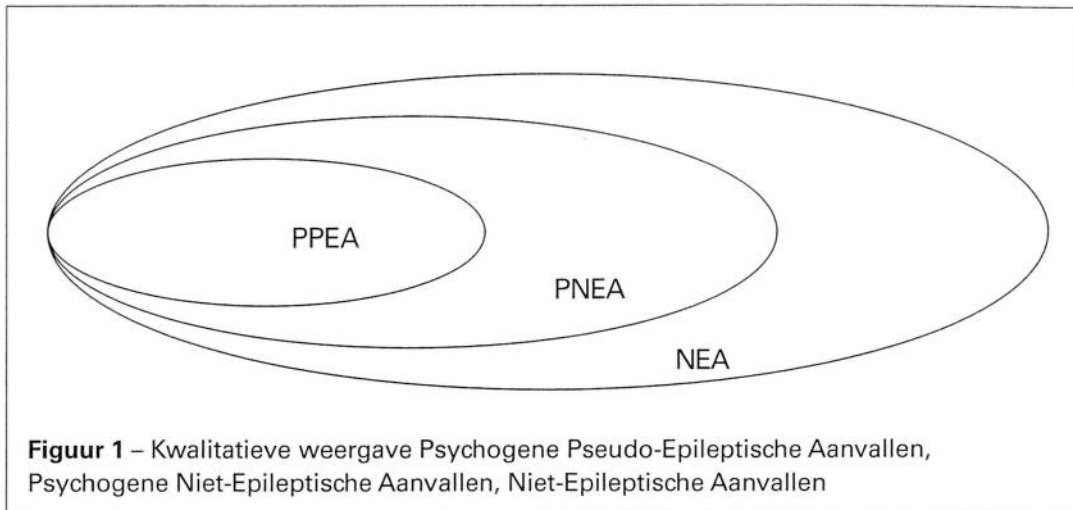 PPEA
PNEA
NEA
Figuur 1 – Kwalitatieve weergave Psychogene Pseudo-Epileptische Aanvallen,
Psychogene Niet-Epileptische Aanvallen, Niet-Epileptische Aanvallen